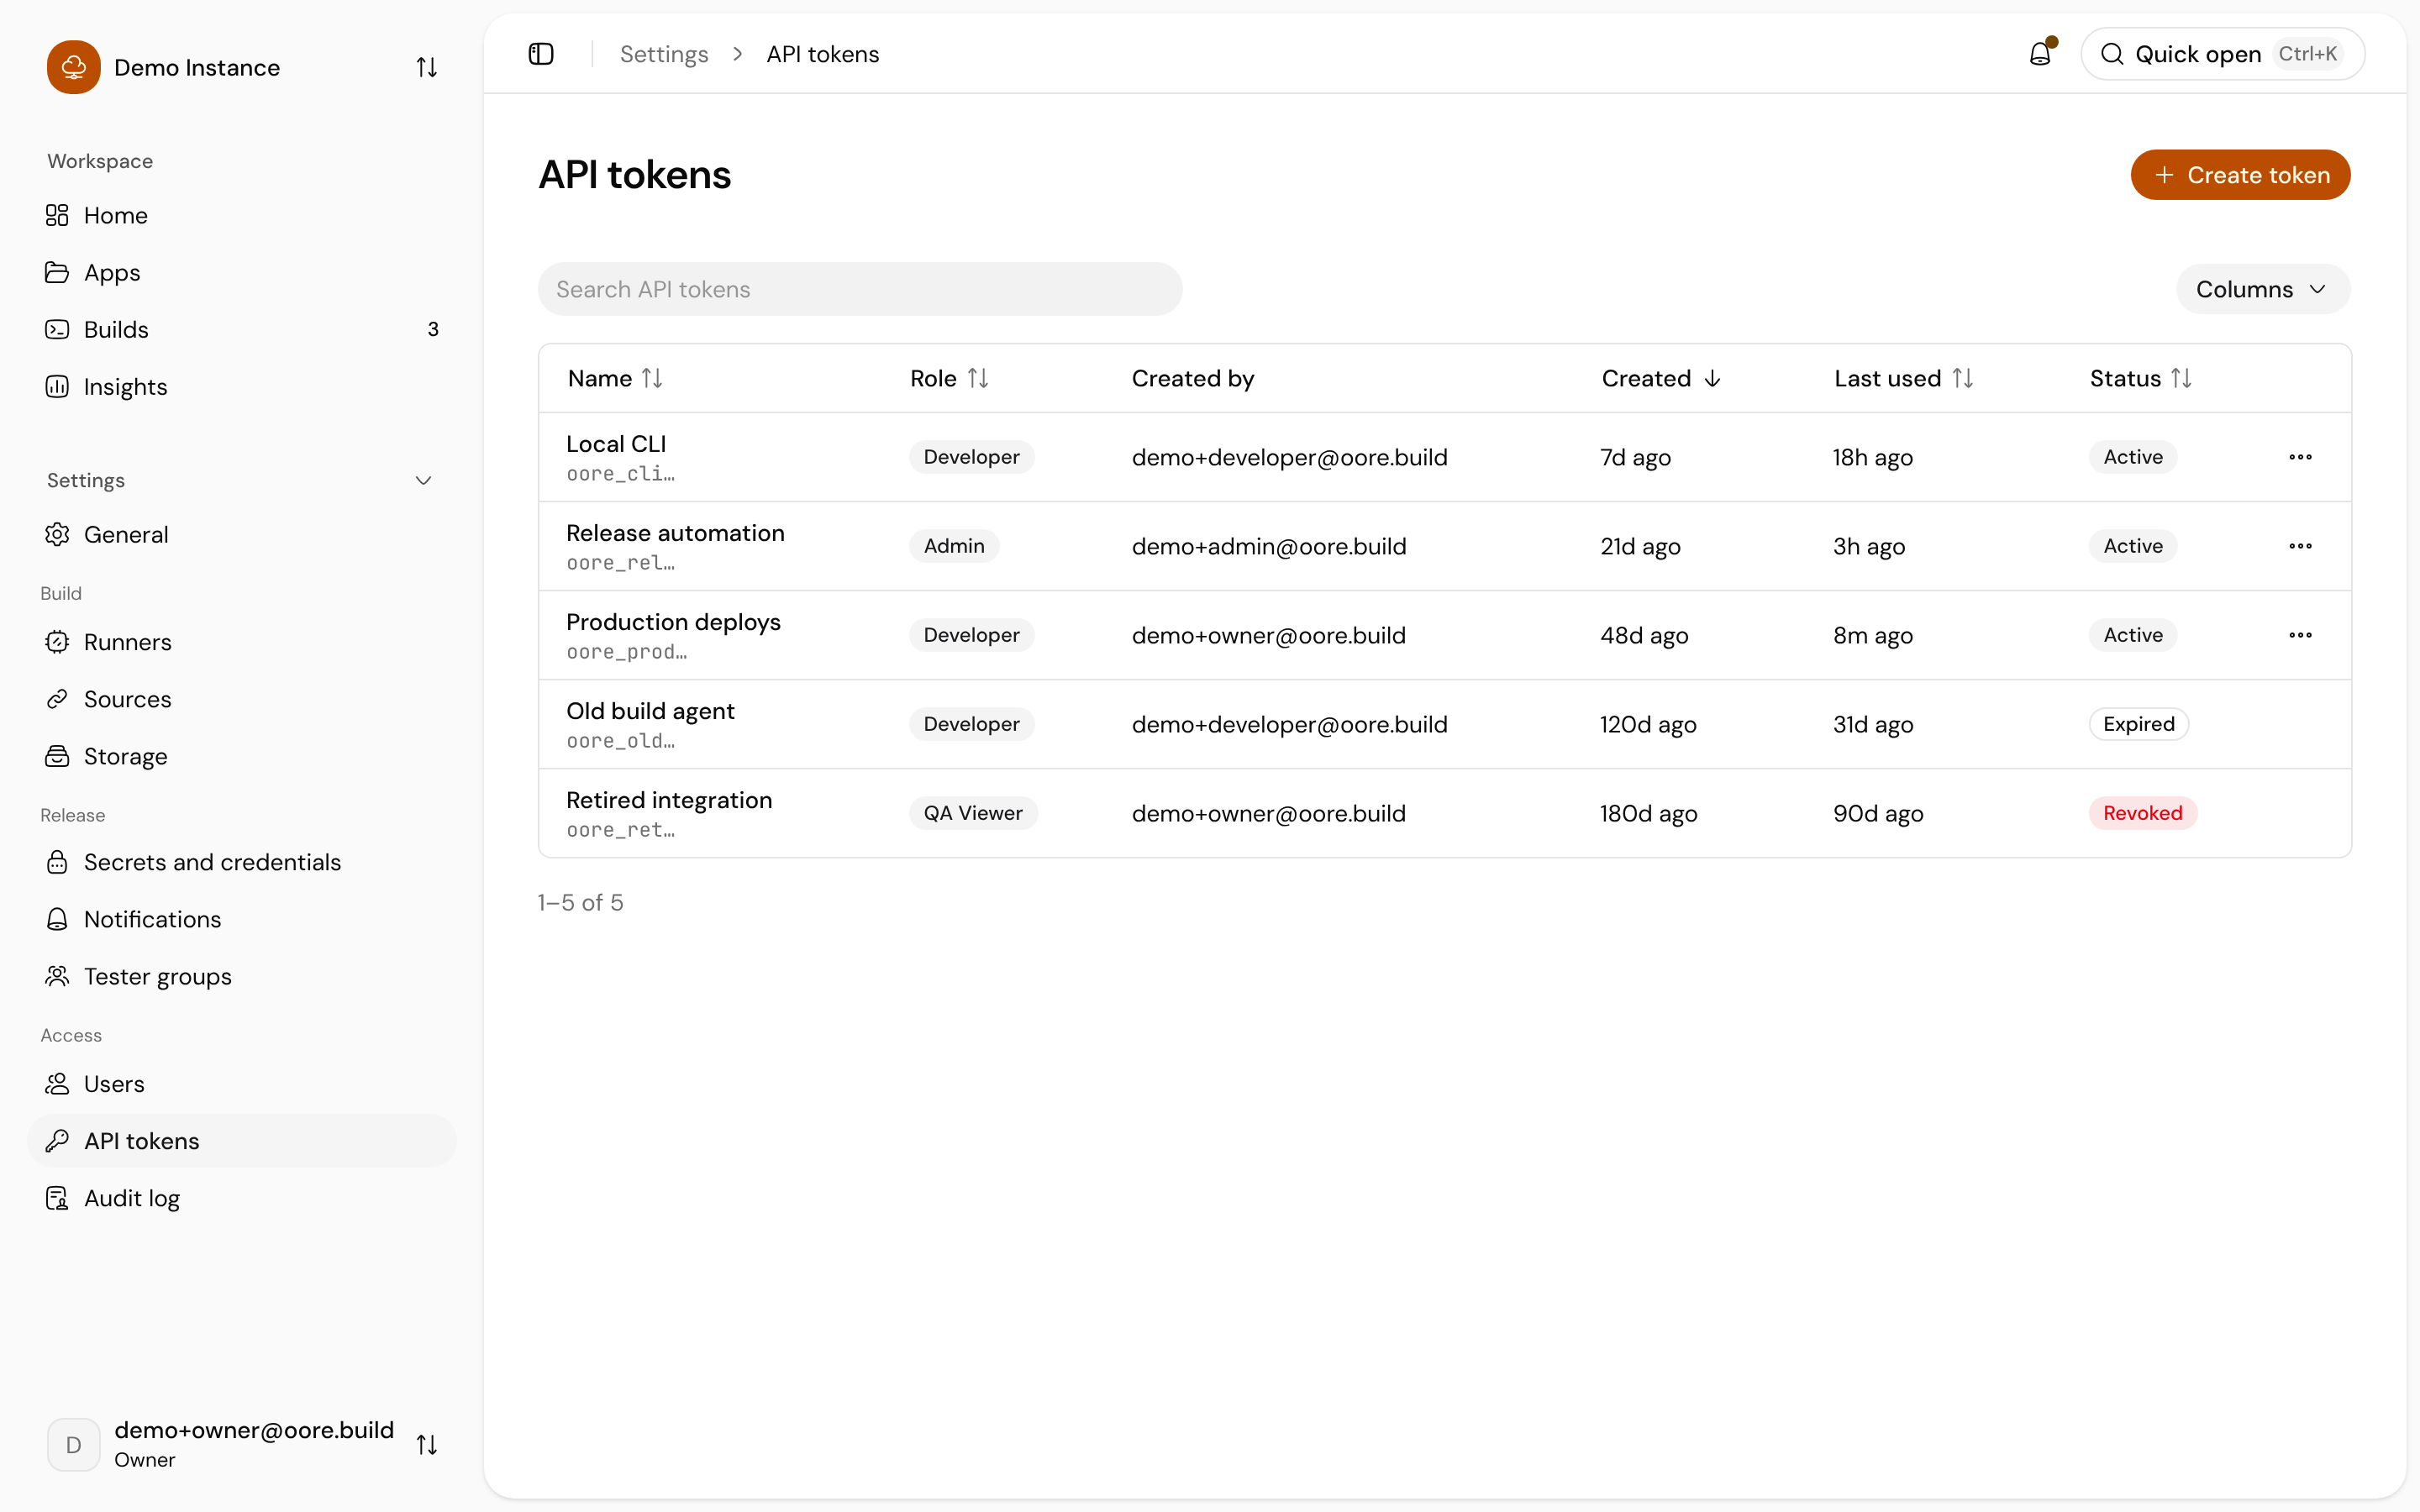 Demo Instance
Workspace
Home
Apps
Builds 3
Insights
Settings
General
Build
Runners
Sources
Storage
Release
Secrets and credentials
Notifications
Tester groups
Access
Users
API tokens
Audit log
D
demo+owner@oore.build
Owner
Settings > API tokens
Quick open Ctrl+K
API tokens
+ Create token
Search API tokens
Columns
Name Role Created by Created Last used Status
Local CLI
oore_cli…
Developer demo+developer@oore.build 7d ago 18h ago Active
Release automation
oore_rel…
Admin demo+admin@oore.build 21d ago 3h ago Active
Production deploys
oore_prod…
Developer demo+owner@oore.build 48d ago 8m ago Active
Old build agent
oore_old…
Developer demo+developer@oore.build 120d ago 31d ago Expired
Retired integration
oore_ret…
QA Viewer demo+owner@oore.build 180d ago 90d ago Revoked
1–5 of 5